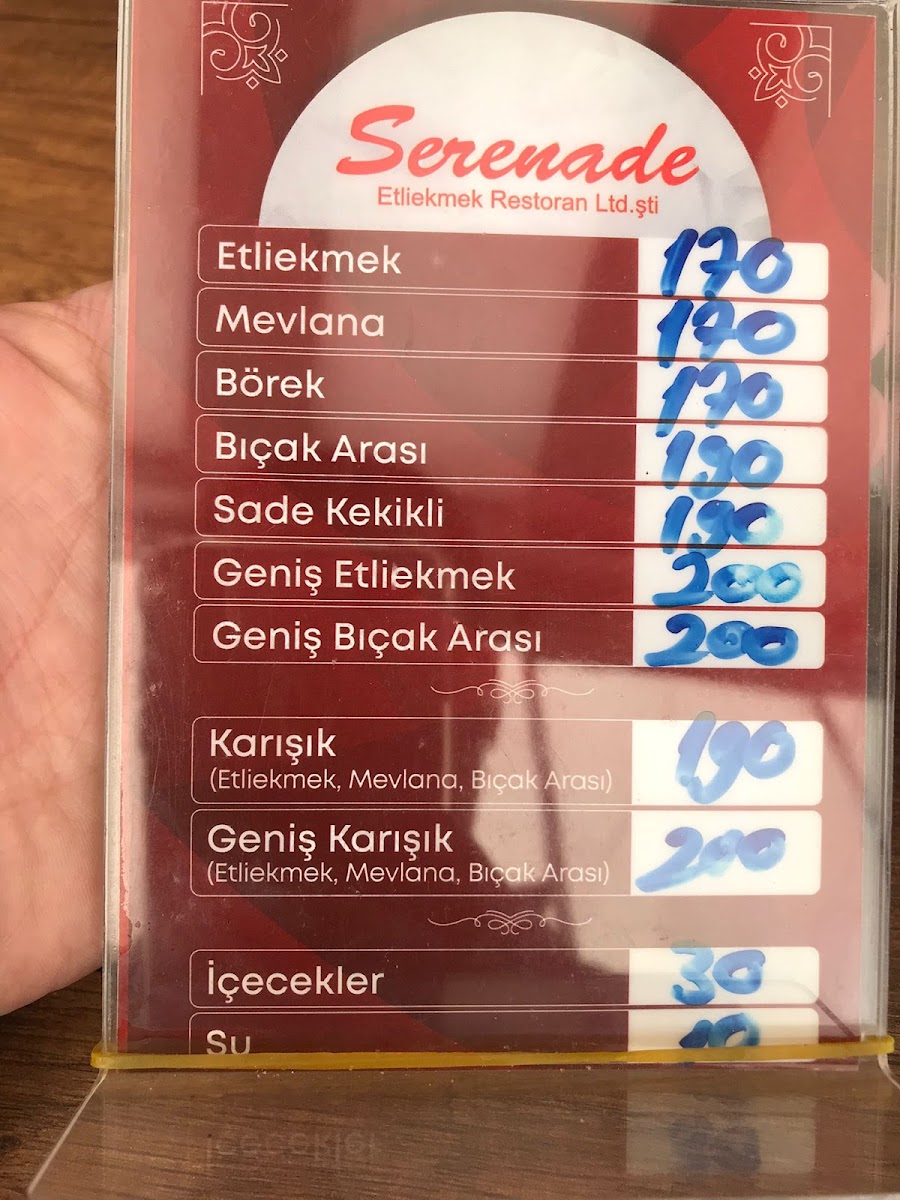 Serenade
Etliekmek Restoran Ltd.şti
Etliekmek 170
Mevlana 170
Börek 170
Bıçak Arası 190
Sade Kekikli 190
Geniş Etliekmek 200
Geniş Bıçak Arası 200
Karışık 190
(Etliekmek, Mevlana, Bıçak Arası)
Geniş Karışık 200
(Etliekmek, Mevlana, Bıçak Arası)
İçecekler 30
Su 10